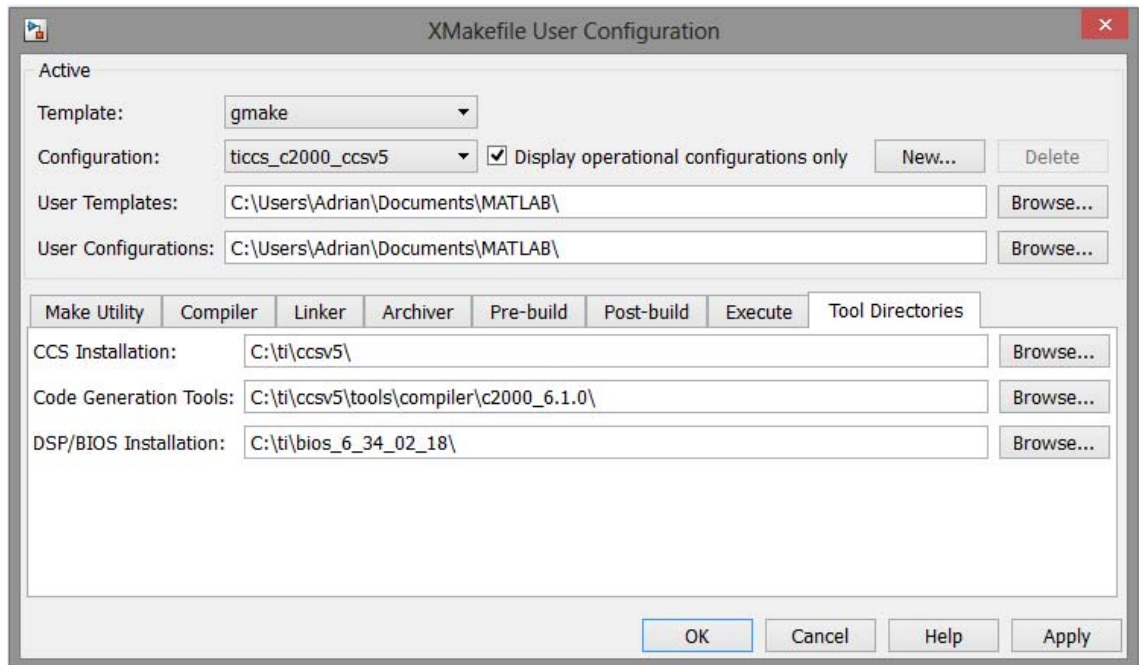 XMakefile User Configuration
Active
Template: gmake
Configuration: ticcs_c2000_ccsv5 Display operational configurations only New... Delete
User Templates: C:\Users\Adrian\Documents\MATLAB\ Browse...
User Configurations: C:\Users\Adrian\Documents\MATLAB\ Browse...
Make Utility Compiler Linker Archiver Pre-build Post-build Execute Tool Directories
CCS Installation: C:\ti\ccsv5\ Browse...
Code Generation Tools: C:\ti\ccsv5\tools\compiler\c2000_6.1.0\ Browse...
DSP/BIOS Installation: C:\ti\bios_6_34_02_18\ Browse...
OK Cancel Help Apply